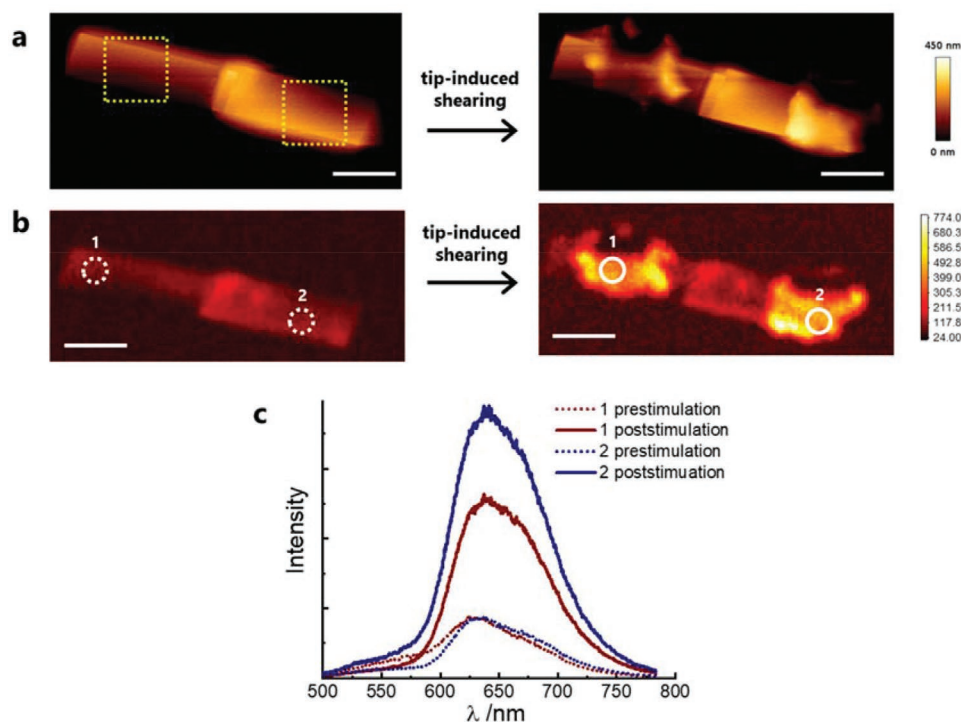 a
tip-induced
shearing
450 nm
0 nm
b
1
2
tip-induced
shearing
1
2
774.0
680.3
586.5
492.8
399.0
305.3
211.5
117.8
24.00
c
1 prestimulation
1 poststimulation
2 prestimulation
2 poststimuation
Intensity
500 550 600 650 700 750 800
λ /nm